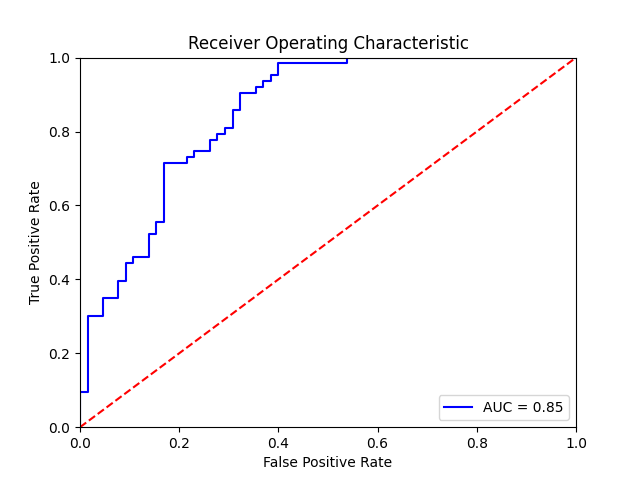 Receiver Operating Characteristic
1.0
0.8
0.6
0.4
0.2
0.0
True Positive Rate
AUC = 0.85
0.0 0.2 0.4 0.6 0.8 1.0
False Positive Rate